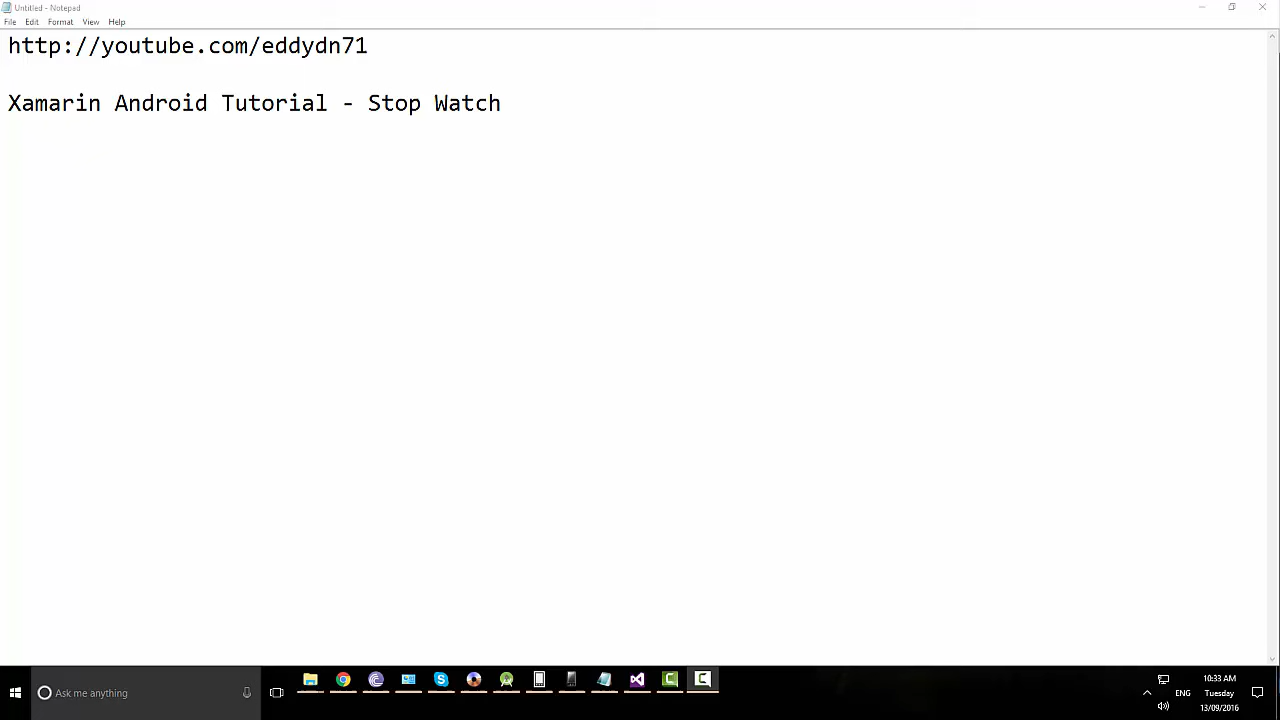 Untitled - Notepad
File Edit Format View Help
http://youtube.com/eddydn71
Xamarin Android Tutorial - Stop Watch
Ask me anything
ENG
10:33 AM
Tuesday
13/09/2016